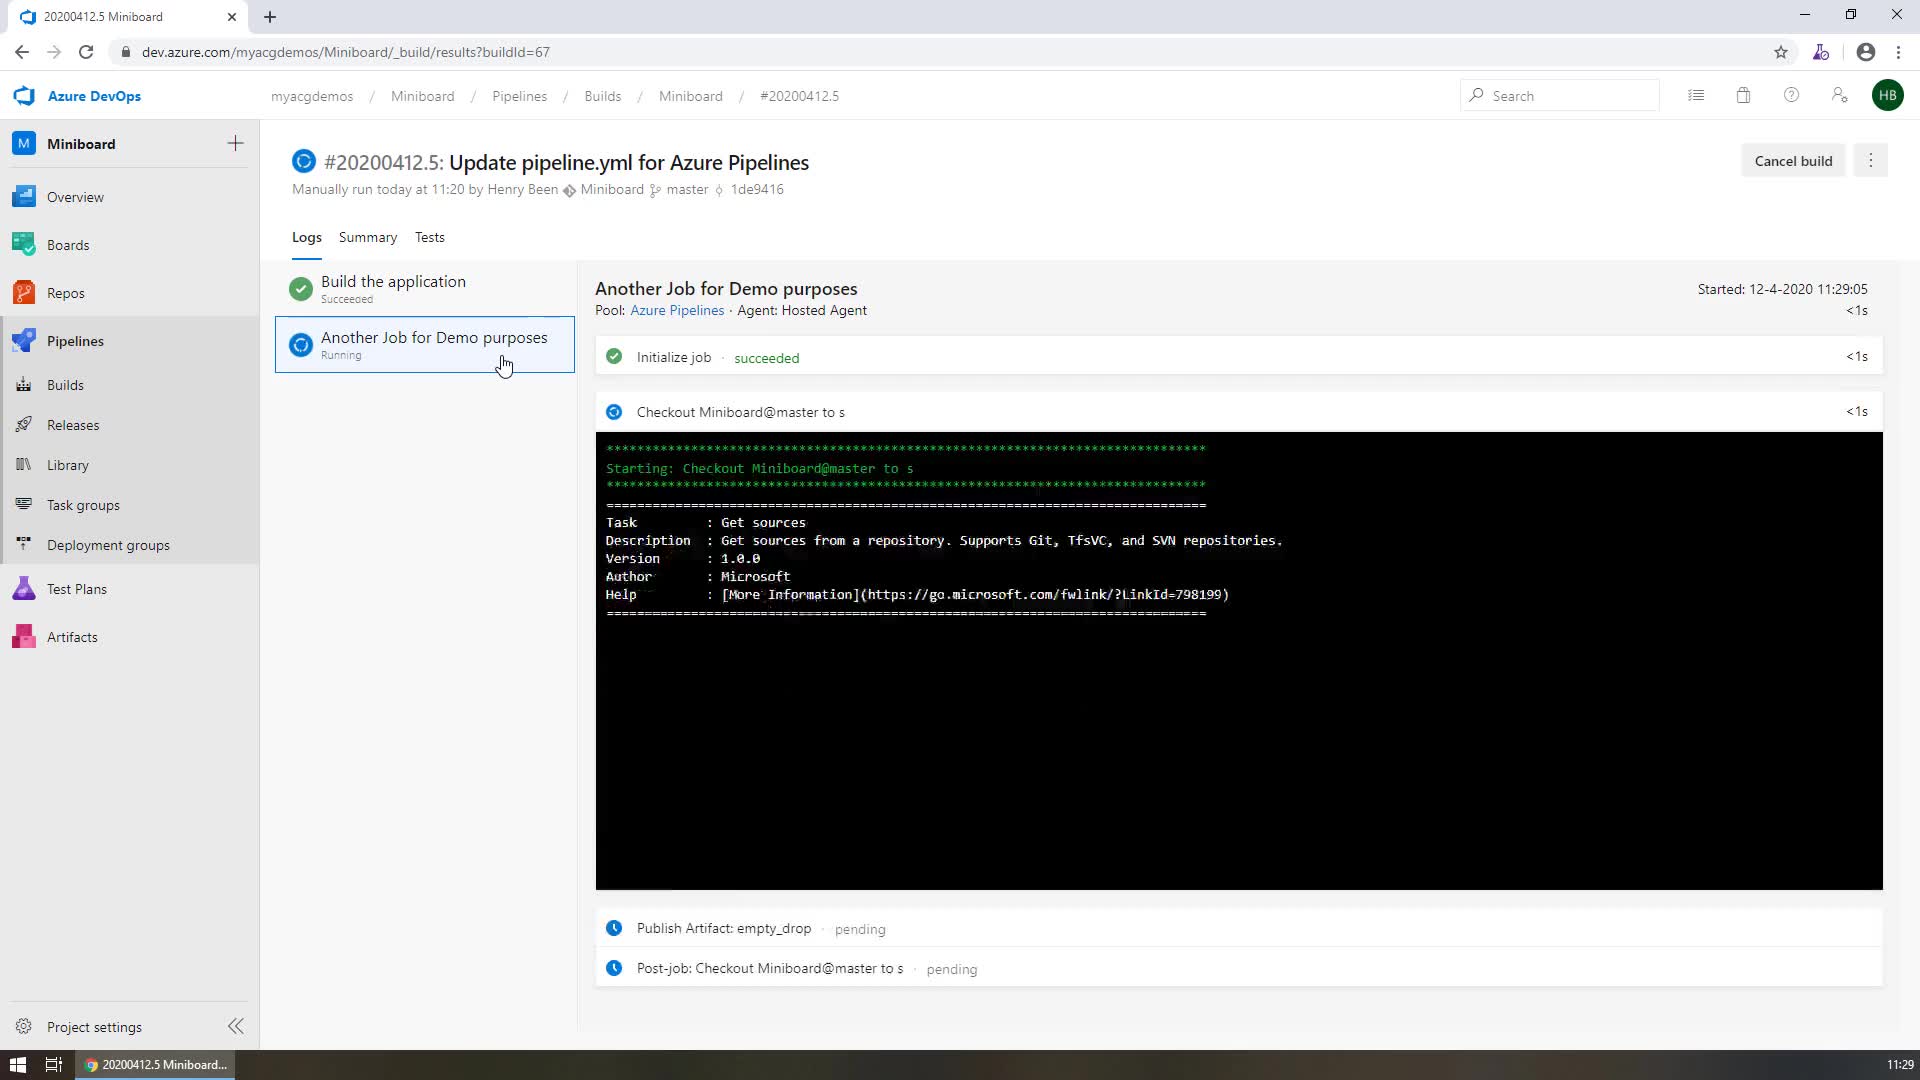 20200412.5 Miniboard
dev.azure.com/myacgdemos/Miniboard/_build/results?buildId=67
Azure DevOps
myacgdemos / Miniboard / Pipelines / Builds / Miniboard / #20200412.5
Search
HB
M Miniboard
Overview
Boards
Repos
Pipelines
Builds
Releases
Library
Task groups
Deployment groups
Test Plans
Artifacts
Project settings
#20200412.5: Update pipeline.yml for Azure Pipelines
Manually run today at 11:20 by Henry Been Miniboard master 1de9416
Cancel build
Logs Summary Tests
Build the application
Succeeded
Another Job for Demo purposes
Running
Another Job for Demo purposes
Started: 12-4-2020 11:29:05
Pool: Azure Pipelines · Agent: Hosted Agent
<1s
Initialize job · succeeded
<1s
Checkout Miniboard@master to s
<1s
******************************************************************************
Starting: Checkout Miniboard@master to s
******************************************************************************
==============================================================================
Task         : Get sources
Description  : Get sources from a repository. Supports Git, TfsVC, and SVN repositories.
Version      : 1.0.0
Author       : Microsoft
Help         : [More Information](https://go.microsoft.com/fwlink/?LinkId=798199)
==============================================================================
Publish Artifact: empty_drop · pending
Post-job: Checkout Miniboard@master to s · pending
20200412.5 Miniboard...
11:29